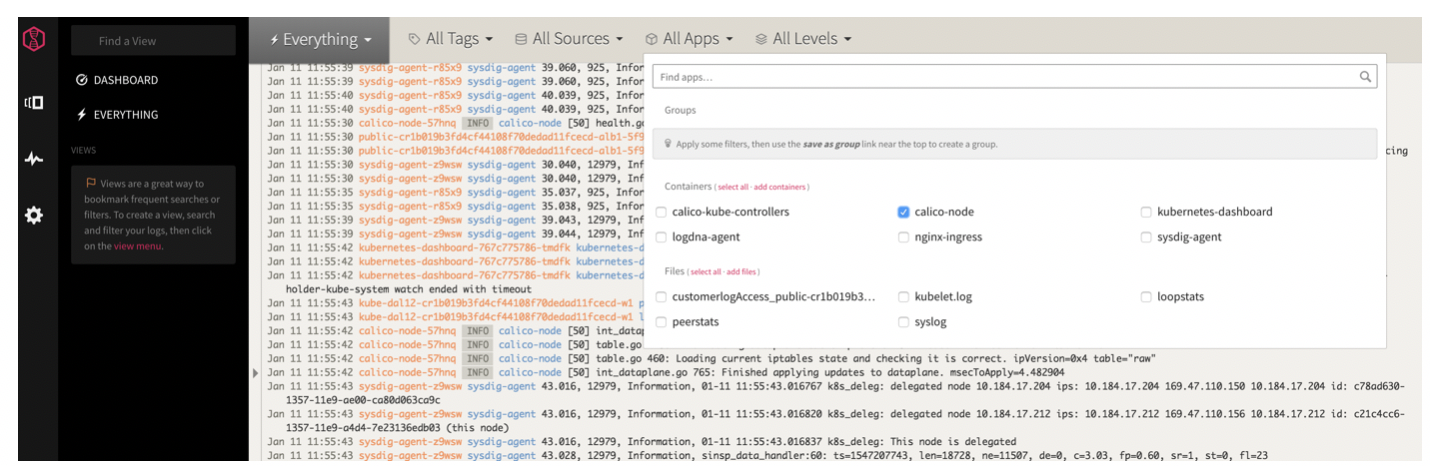 Find a View
Everything
All Tags
All Sources
All Apps
All Levels
DASHBOARD
EVERYTHING
VIEWS
Views are a great way to
bookmark frequent searches or
filters. To create a view, search
and filter your logs, then click
on the view menu.
Find apps...
Groups
Apply some filters, then use the save as group link near the top to create a group.
Containers ( select all · add containers )
calico-kube-controllers
calico-node
kubernetes-dashboard
logdna-agent
nginx-ingress
sysdig-agent
Files ( select all · add files )
customerlogAccess_public-cr1b019b3...
kubelet.log
loopstats
peerstats
syslog
Jan 11 11:55:39 sysdig-agent-r85x9 sysdig-agent 39.060, 925, Infor
Jan 11 11:55:39 sysdig-agent-r85x9 sysdig-agent 39.060, 925, Infor
Jan 11 11:55:40 sysdig-agent-r85x9 sysdig-agent 40.039, 925, Infor
Jan 11 11:55:40 sysdig-agent-r85x9 sysdig-agent 40.039, 925, Infor
Jan 11 11:55:30 calico-node-57hnq INFO calico-node [50] health.go
Jan 11 11:55:30 public-cr1b019b3fd4cf44108f70dedad11fcecd-alb1-5f9
Jan 11 11:55:30 public-cr1b019b3fd4cf44108f70dedad11fcecd-alb1-5f9 cing
Jan 11 11:55:30 sysdig-agent-z9wsw sysdig-agent 30.040, 12979, Inf
Jan 11 11:55:30 sysdig-agent-z9wsw sysdig-agent 30.040, 12979, Inf
Jan 11 11:55:35 sysdig-agent-r85x9 sysdig-agent 35.037, 925, Infor
Jan 11 11:55:35 sysdig-agent-r85x9 sysdig-agent 35.038, 925, Infor
Jan 11 11:55:39 sysdig-agent-z9wsw sysdig-agent 39.043, 12979, Inf
Jan 11 11:55:39 sysdig-agent-z9wsw sysdig-agent 39.044, 12979, Inf
Jan 11 11:55:42 kubernetes-dashboard-767c775786-tmdfk kubernetes-d
Jan 11 11:55:42 kubernetes-dashboard-767c775786-tmdfk kubernetes-d
Jan 11 11:55:42 kubernetes-dashboard-767c775786-tmdfk kubernetes-d
holder-kube-system watch ended with timeout
Jan 11 11:55:43 kube-dal12-cr1b019b3fd4cf44108f70dedad11fcecd-w1 p
Jan 11 11:55:43 kube-dal12-cr1b019b3fd4cf44108f70dedad11fcecd-w1 l
Jan 11 11:55:42 calico-node-57hnq INFO calico-node [50] int_datap
Jan 11 11:55:42 calico-node-57hnq INFO calico-node [50] table.go
Jan 11 11:55:42 calico-node-57hnq INFO calico-node [50] table.go 460: Loading current iptables state and checking it is correct. ipVersion=0x4 table="raw"
Jan 11 11:55:42 calico-node-57hnq INFO calico-node [50] int_dataplane.go 765: Finished applying updates to dataplane. msecToApply=4.482904
Jan 11 11:55:43 sysdig-agent-z9wsw sysdig-agent 43.016, 12979, Information, 01-11 11:55:43.016767 k8s_deleg: delegated node 10.184.17.204 ips: 10.184.17.204 169.47.110.150 10.184.17.204 id: c78ad630-
1357-11e9-ae00-ca80d063ca9c
Jan 11 11:55:43 sysdig-agent-z9wsw sysdig-agent 43.016, 12979, Information, 01-11 11:55:43.016820 k8s_deleg: delegated node 10.184.17.212 ips: 10.184.17.212 169.47.110.156 10.184.17.212 id: c21c4cc6-
1357-11e9-a4d4-7e23136edb03 (this node)
Jan 11 11:55:43 sysdig-agent-z9wsw sysdig-agent 43.016, 12979, Information, 01-11 11:55:43.016837 k8s_deleg: This node is delegated
Jan 11 11:55:43 sysdig-agent-z9wsw sysdig-agent 43.028, 12979, Information, sinsp_data_handler:60: ts=1547207743, len=18728, ne=11507, de=0, c=3.03, fp=0.60, sr=1, st=0, fl=23